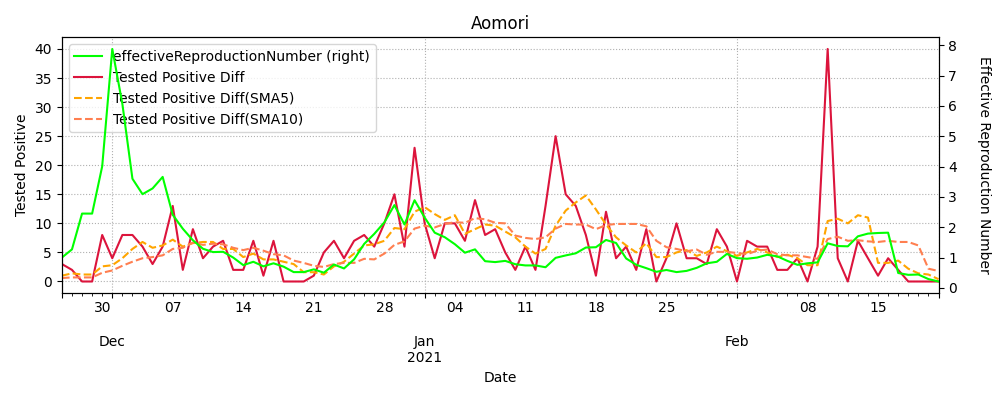 Aomori
effectiveReproductionNumber (right)
Tested Positive Diff
Tested Positive Diff(SMA5)
Tested Positive Diff(SMA10)
Tested Positive
40
35
30
25
20
15
10
5
0
8
7
6
5
4
3
2
1
0
Effective Reproduction Number
30 07 14 21 28 04 11 18 25 08 15
Dec Jan Feb
2021
Date